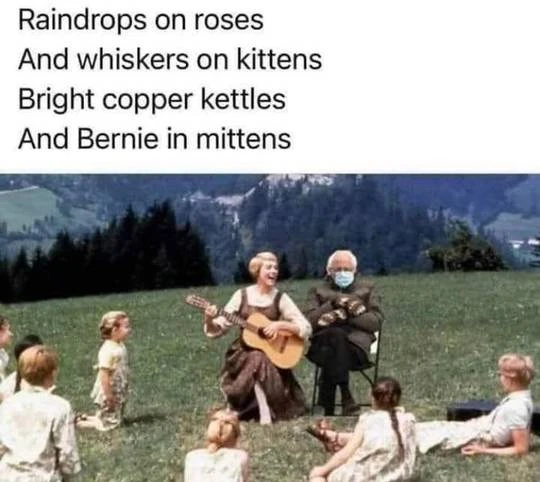 Raindrops on roses
And whiskers on kittens
Bright copper kettles
And Bernie in mittens